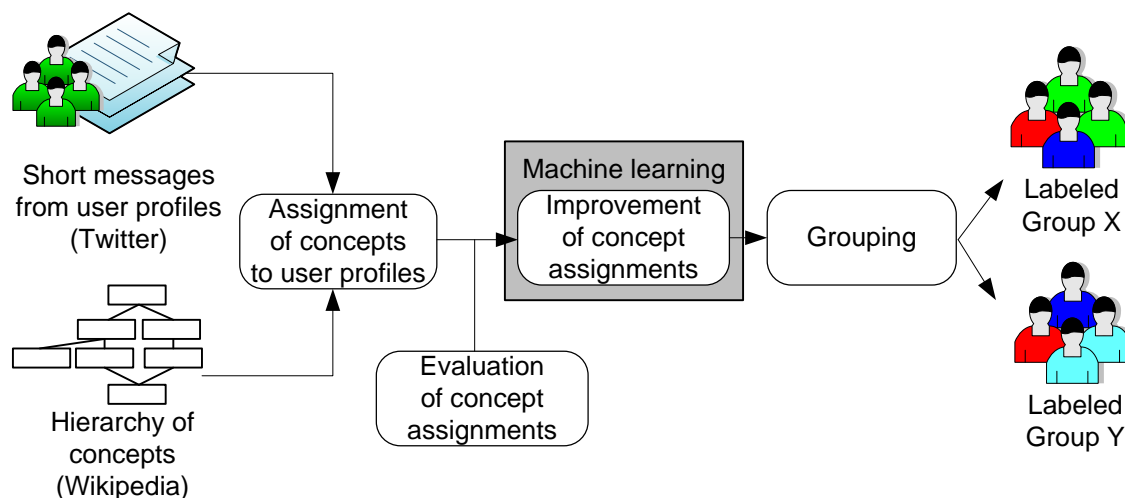 Short messages
from user profiles
(Twitter)
Hierarchy of
concepts
(Wikipedia)
Assignment
of concepts
to user profiles
Evaluation
of concept
assignments
Machine learning
Improvement
of concept
assignments
Grouping
Labeled
Group X
Labeled
Group Y